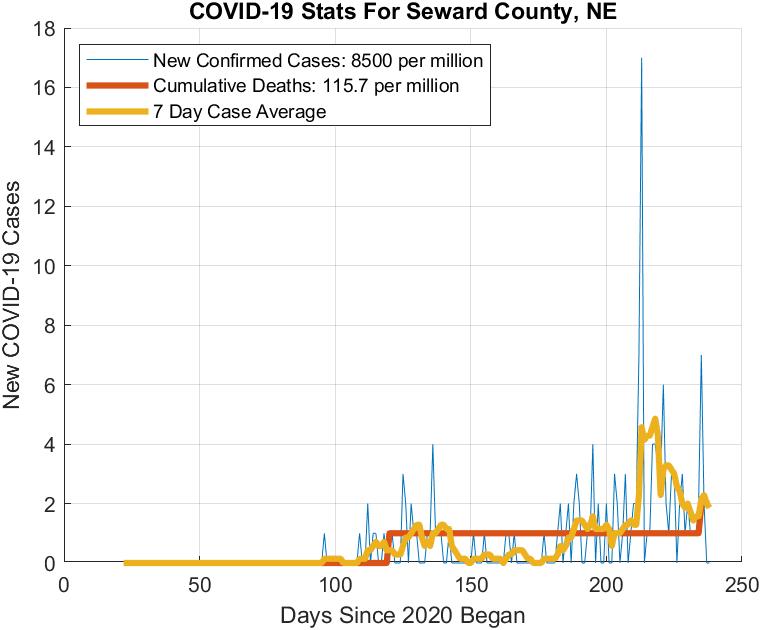 COVID-19 Stats For Seward County, NE
18
16
14
12
10
8
6
4
2
0
New COVID-19 Cases
New Confirmed Cases: 8500 per million
Cumulative Deaths: 115.7 per million
7 Day Case Average
0 50 100 150 200 250
Days Since 2020 Began